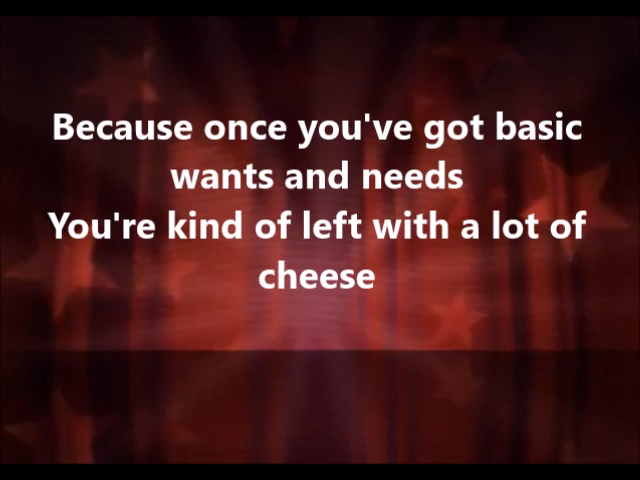 Because once you've got basic
wants and needs
You're kind of left with a lot of
cheese